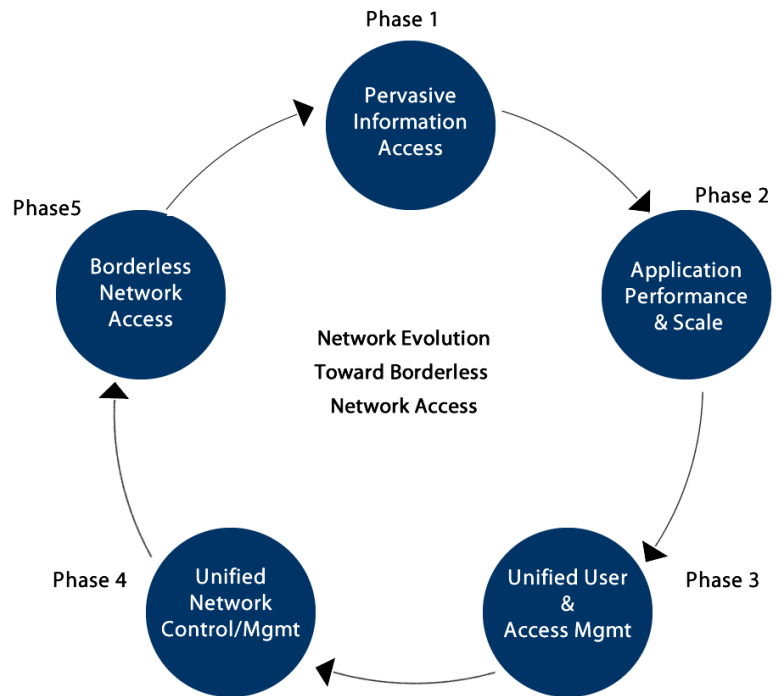 Phase 1
Pervasive
Information
Access
Phase 2
Application
Performance
& Scale
Phase 3
Unified User
&
Access Mgmt
Phase 4
Unified
Network
Control/Mgmt
Phase5
Borderless
Network
Access
Network Evolution
Toward Borderless
Network Access